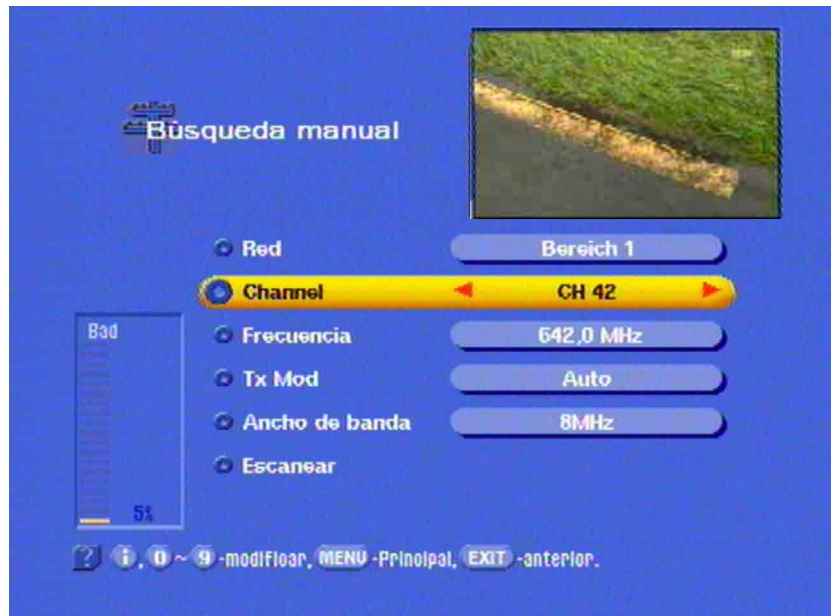 Búsqueda manual
Red Bereich 1
Channel CH 42
Bad
Frecuencia 642,0 MHz
Tx Mod Auto
Ancho de banda 8MHz
Escanear
5%
? i, 0 ~ 9 -modificar, MENU -Principal, EXIT -anterior.